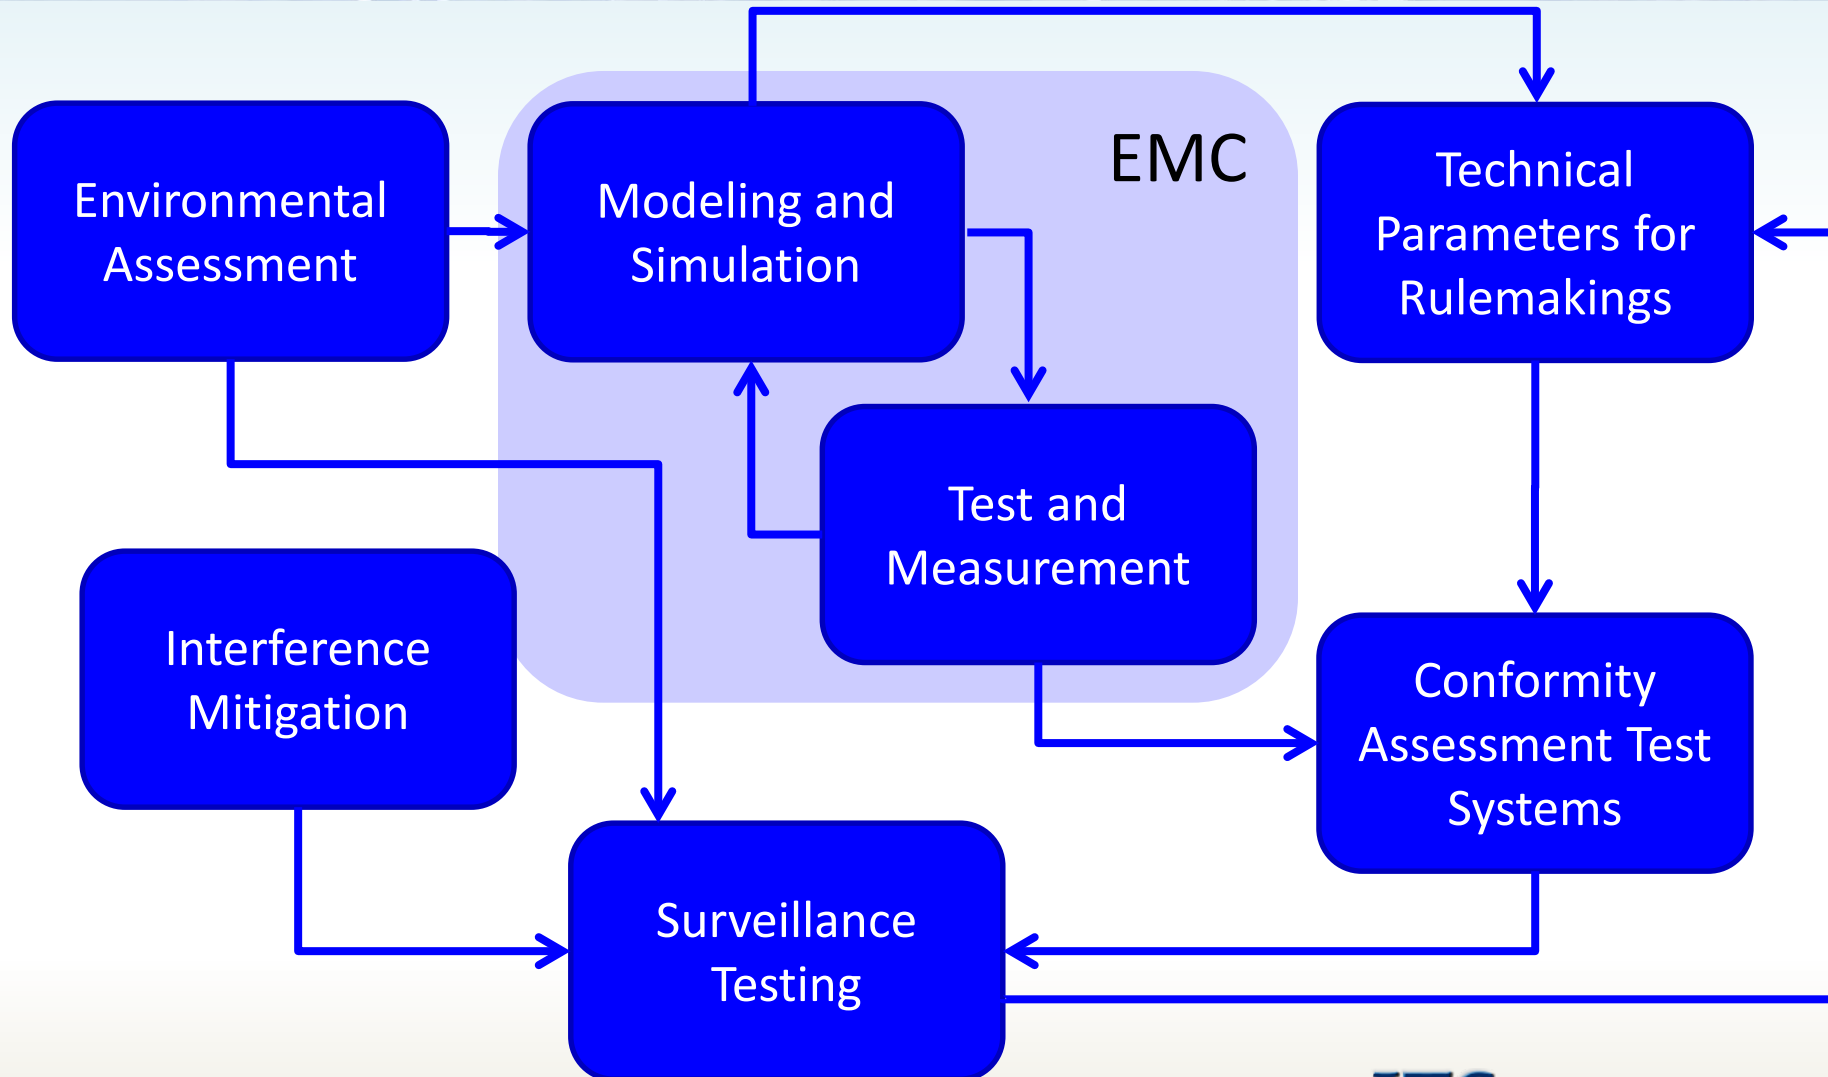 Environmental
Assessment
Modeling and
Simulation
EMC
Technical
Parameters for
Rulemakings
Test and
Measurement
Interference
Mitigation
Conformity
Assessment Test
Systems
Surveillance
Testing